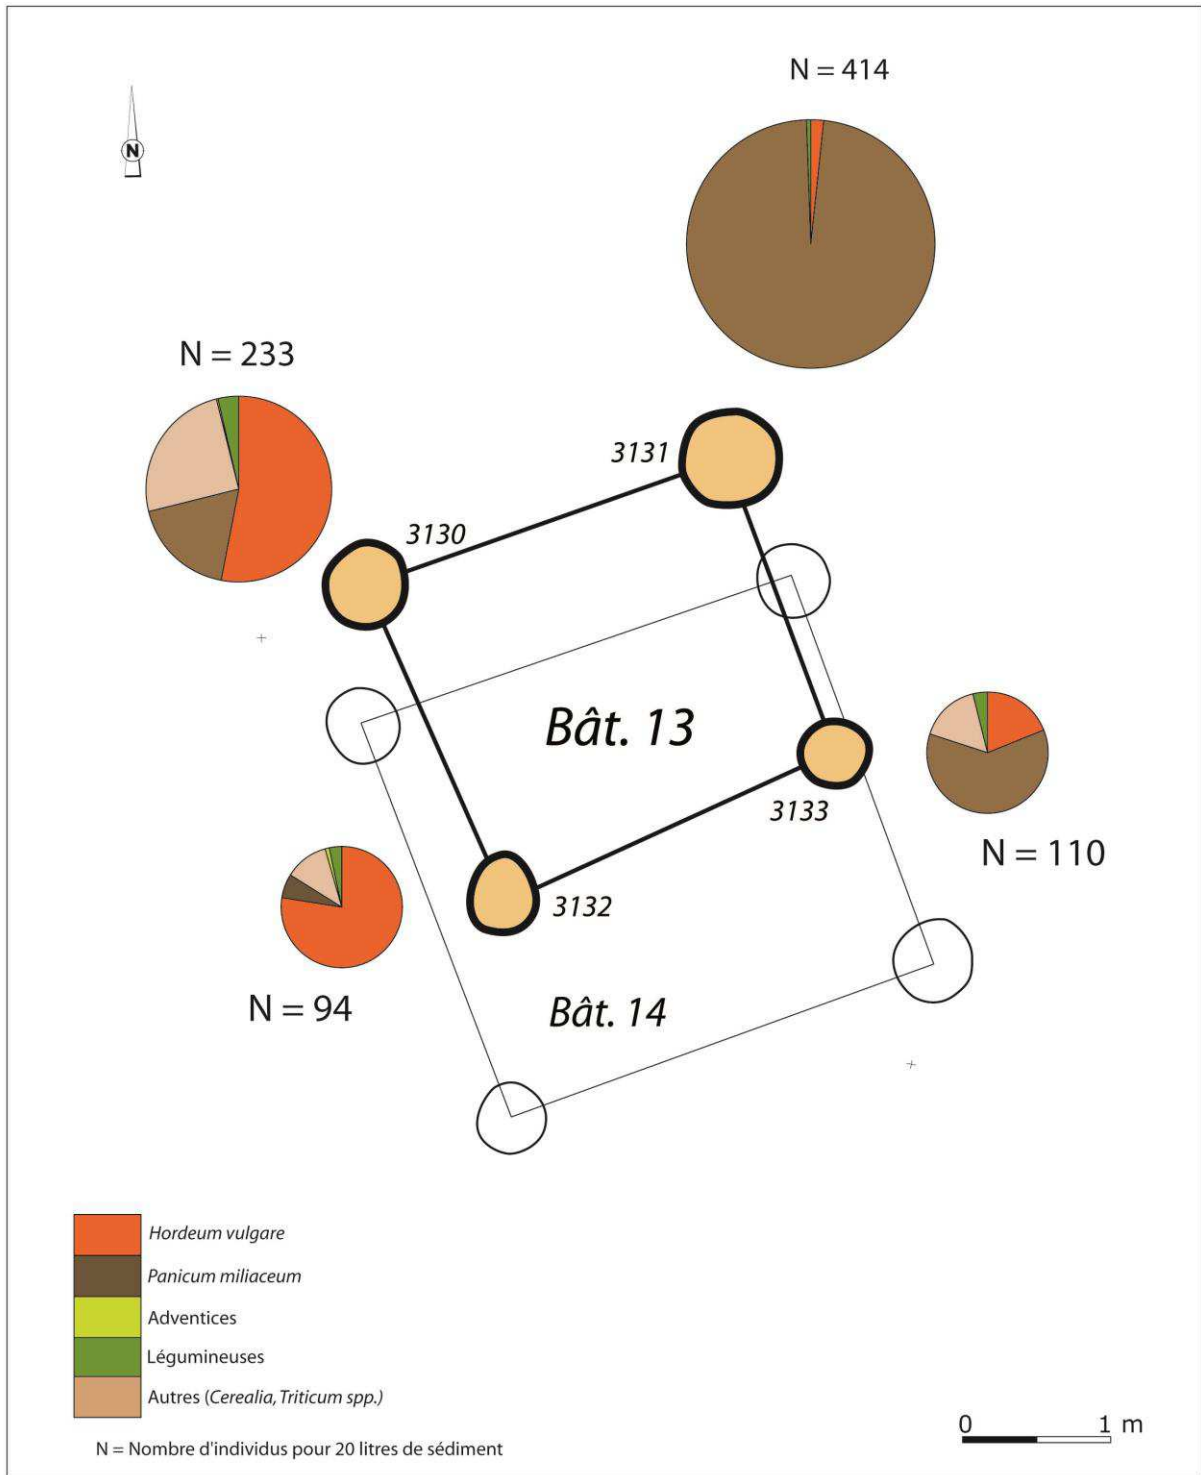 N = 414
N
N = 233
3131
3130
Bât. 13
3133
N = 110
3132
N = 94
Bât. 14
Hordeum vulgare
Panicum miliaceum
Adventices
Légumineuses
Autres (Cerealia, Triticum spp.)
0 1 m
N = Nombre d'individus pour 20 litres de sédiment